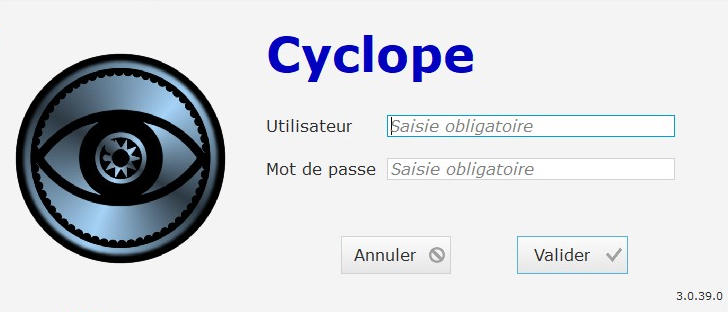 Cyclope
Utilisateur Saisie obligatoire
Mot de passe Saisie obligatoire
Annuler Valider
3.0.39.0